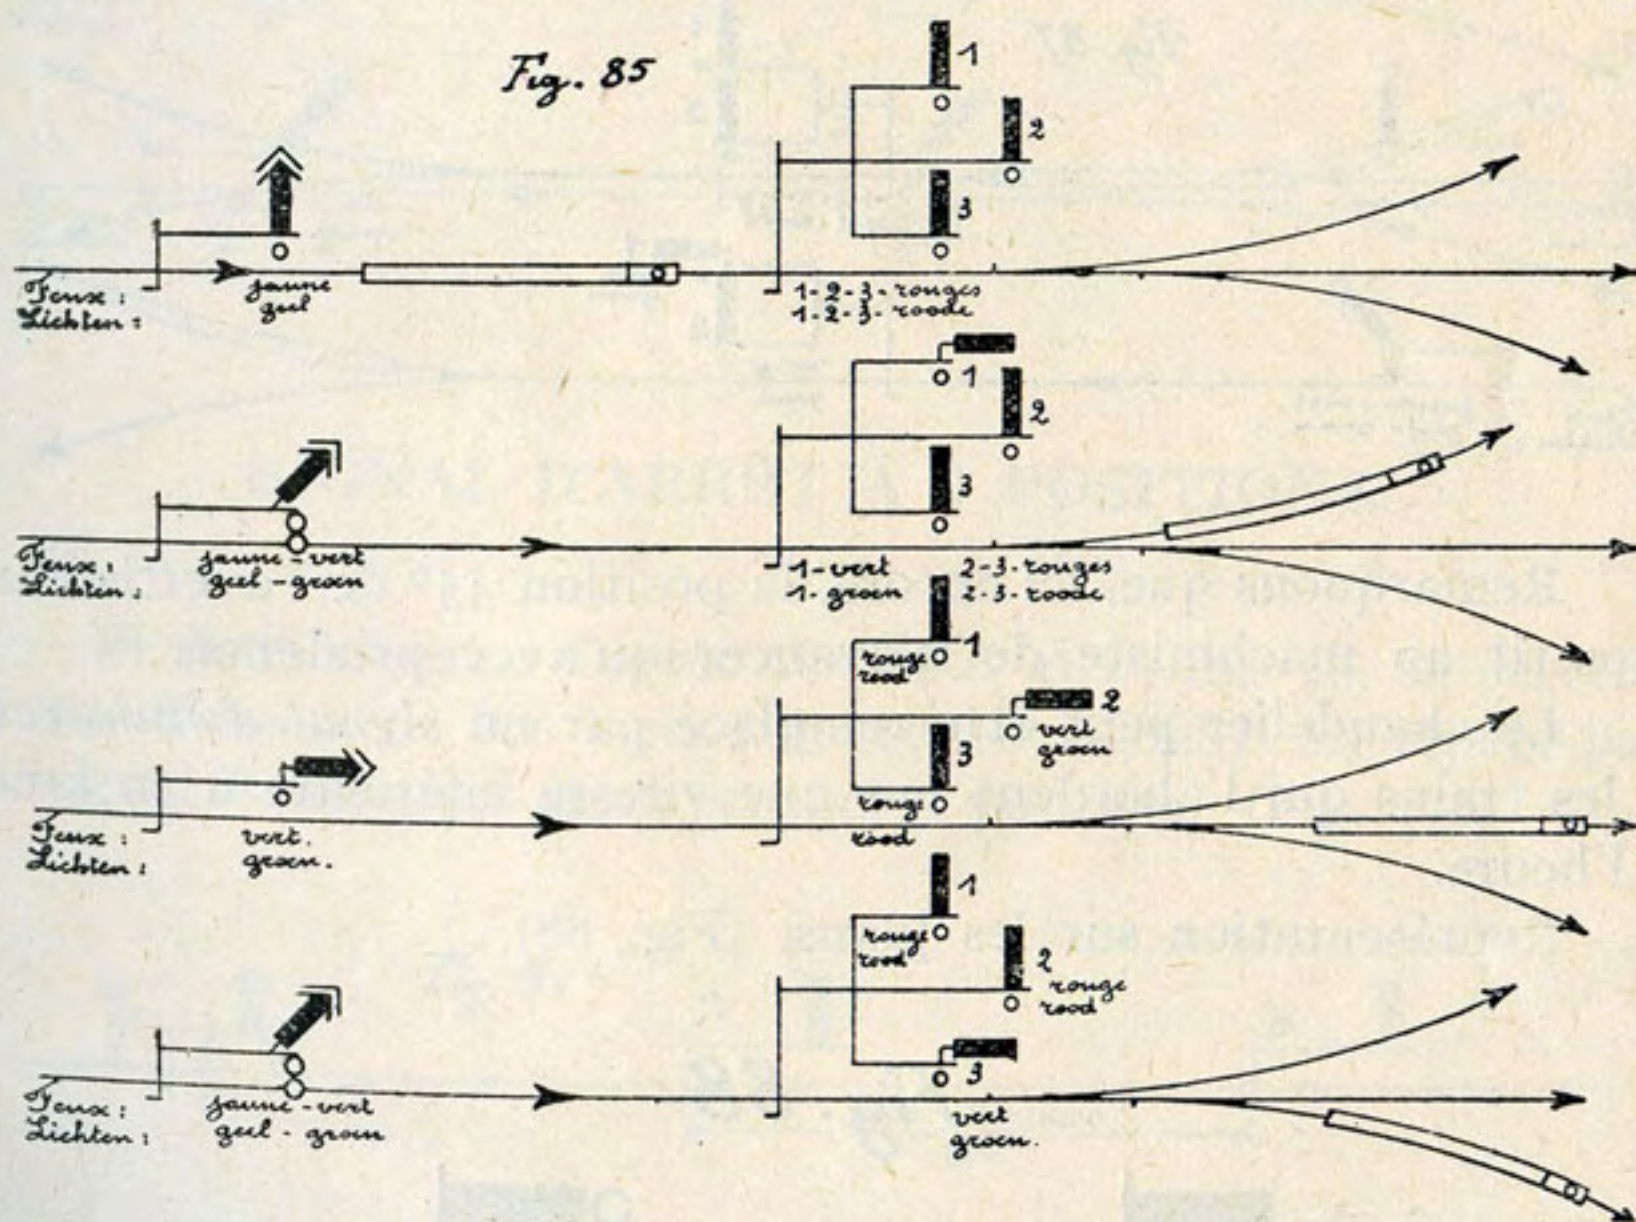 Fig. 85
1
2
3
Feux :
Lichten :
jaune
geel
1-2-3-rouges
1-2-3-roode
1
2
3
Feux :
Lichten :
jaune-vert
geel-groen
1-vert
1-groen
2-3-rouges
2-3-roode
1
rouge
rood
2
vert
groen
3
rouge
rood
Feux :
Lichten :
vert.
groen.
1
rouge
rood
2
rouge
rood
3
vert
groen.
Feux :
Lichten :
jaune-vert
geel-groen